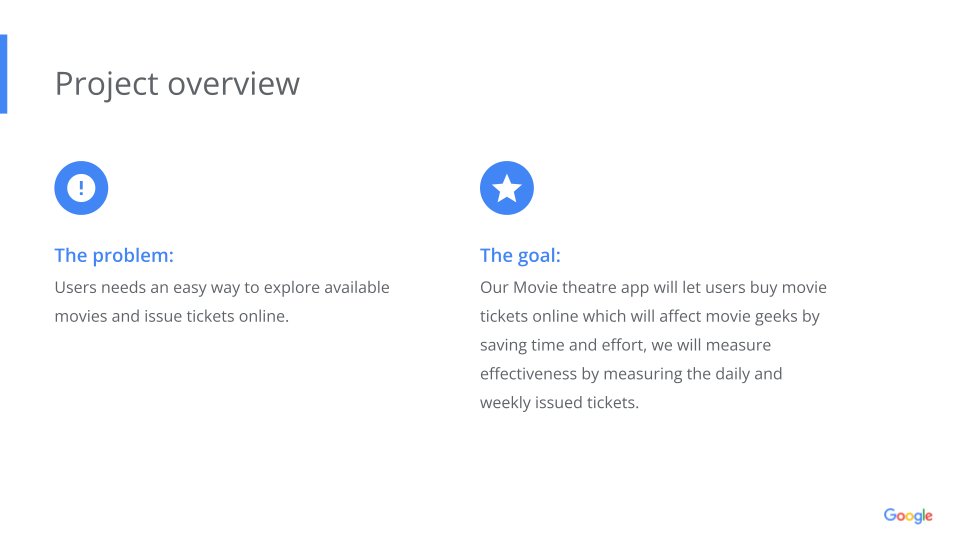 Project overview
The problem:
Users needs an easy way to explore available
movies and issue tickets online.
The goal:
Our Movie theatre app will let users buy movie
tickets online which will affect movie geeks by
saving time and effort, we will measure
effectiveness by measuring the daily and
weekly issued tickets.
Google